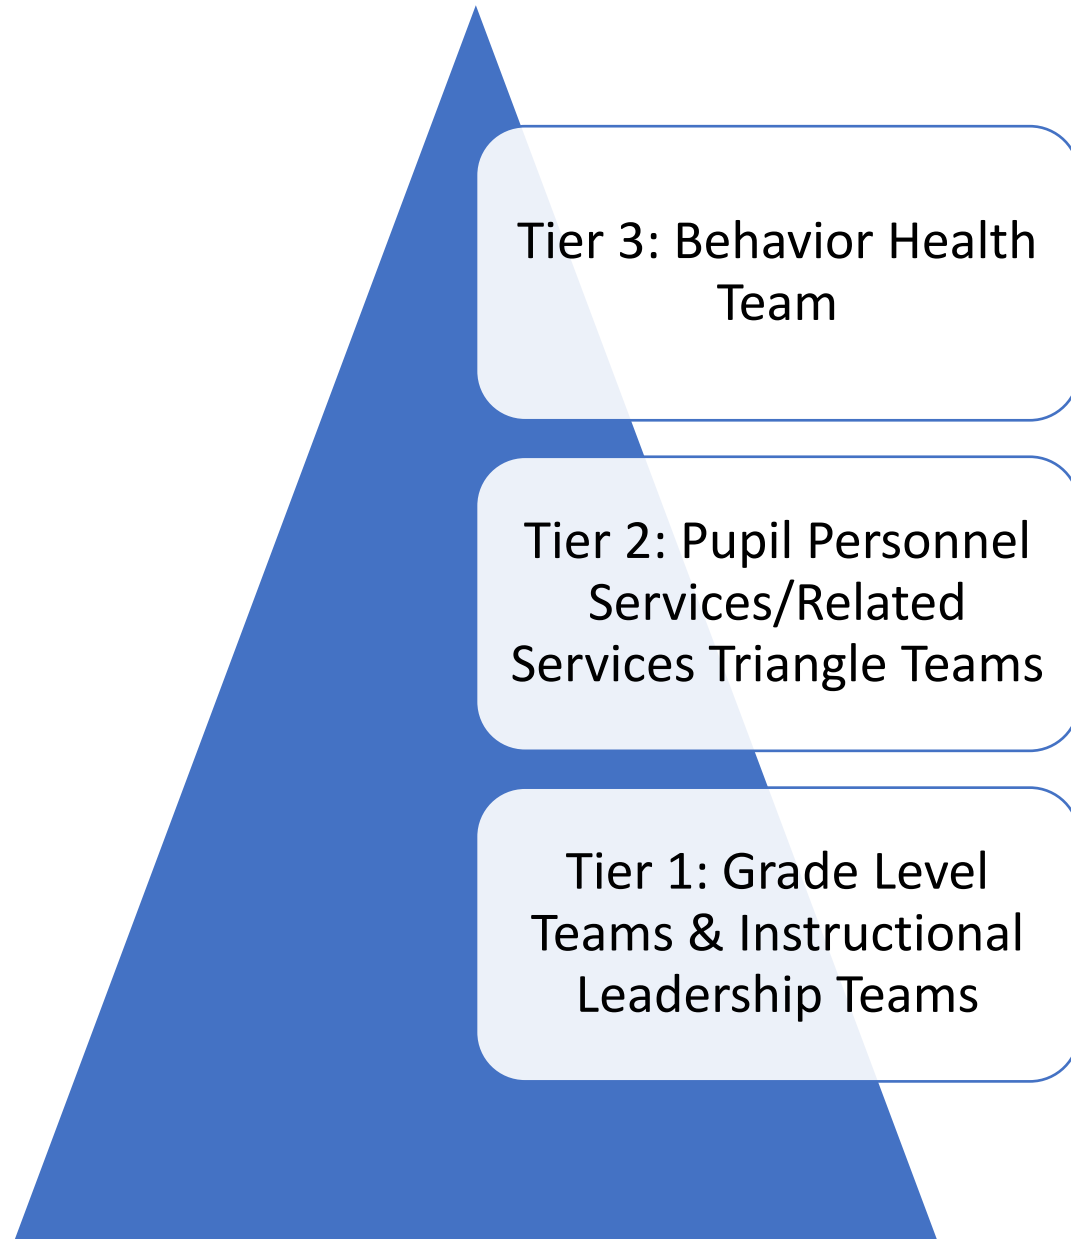 Tier 3: Behavior Health
Team
Tier 2: Pupil Personnel
Services/Related
Services Triangle Teams
Tier 1: Grade Level
Teams & Instructional
Leadership Teams